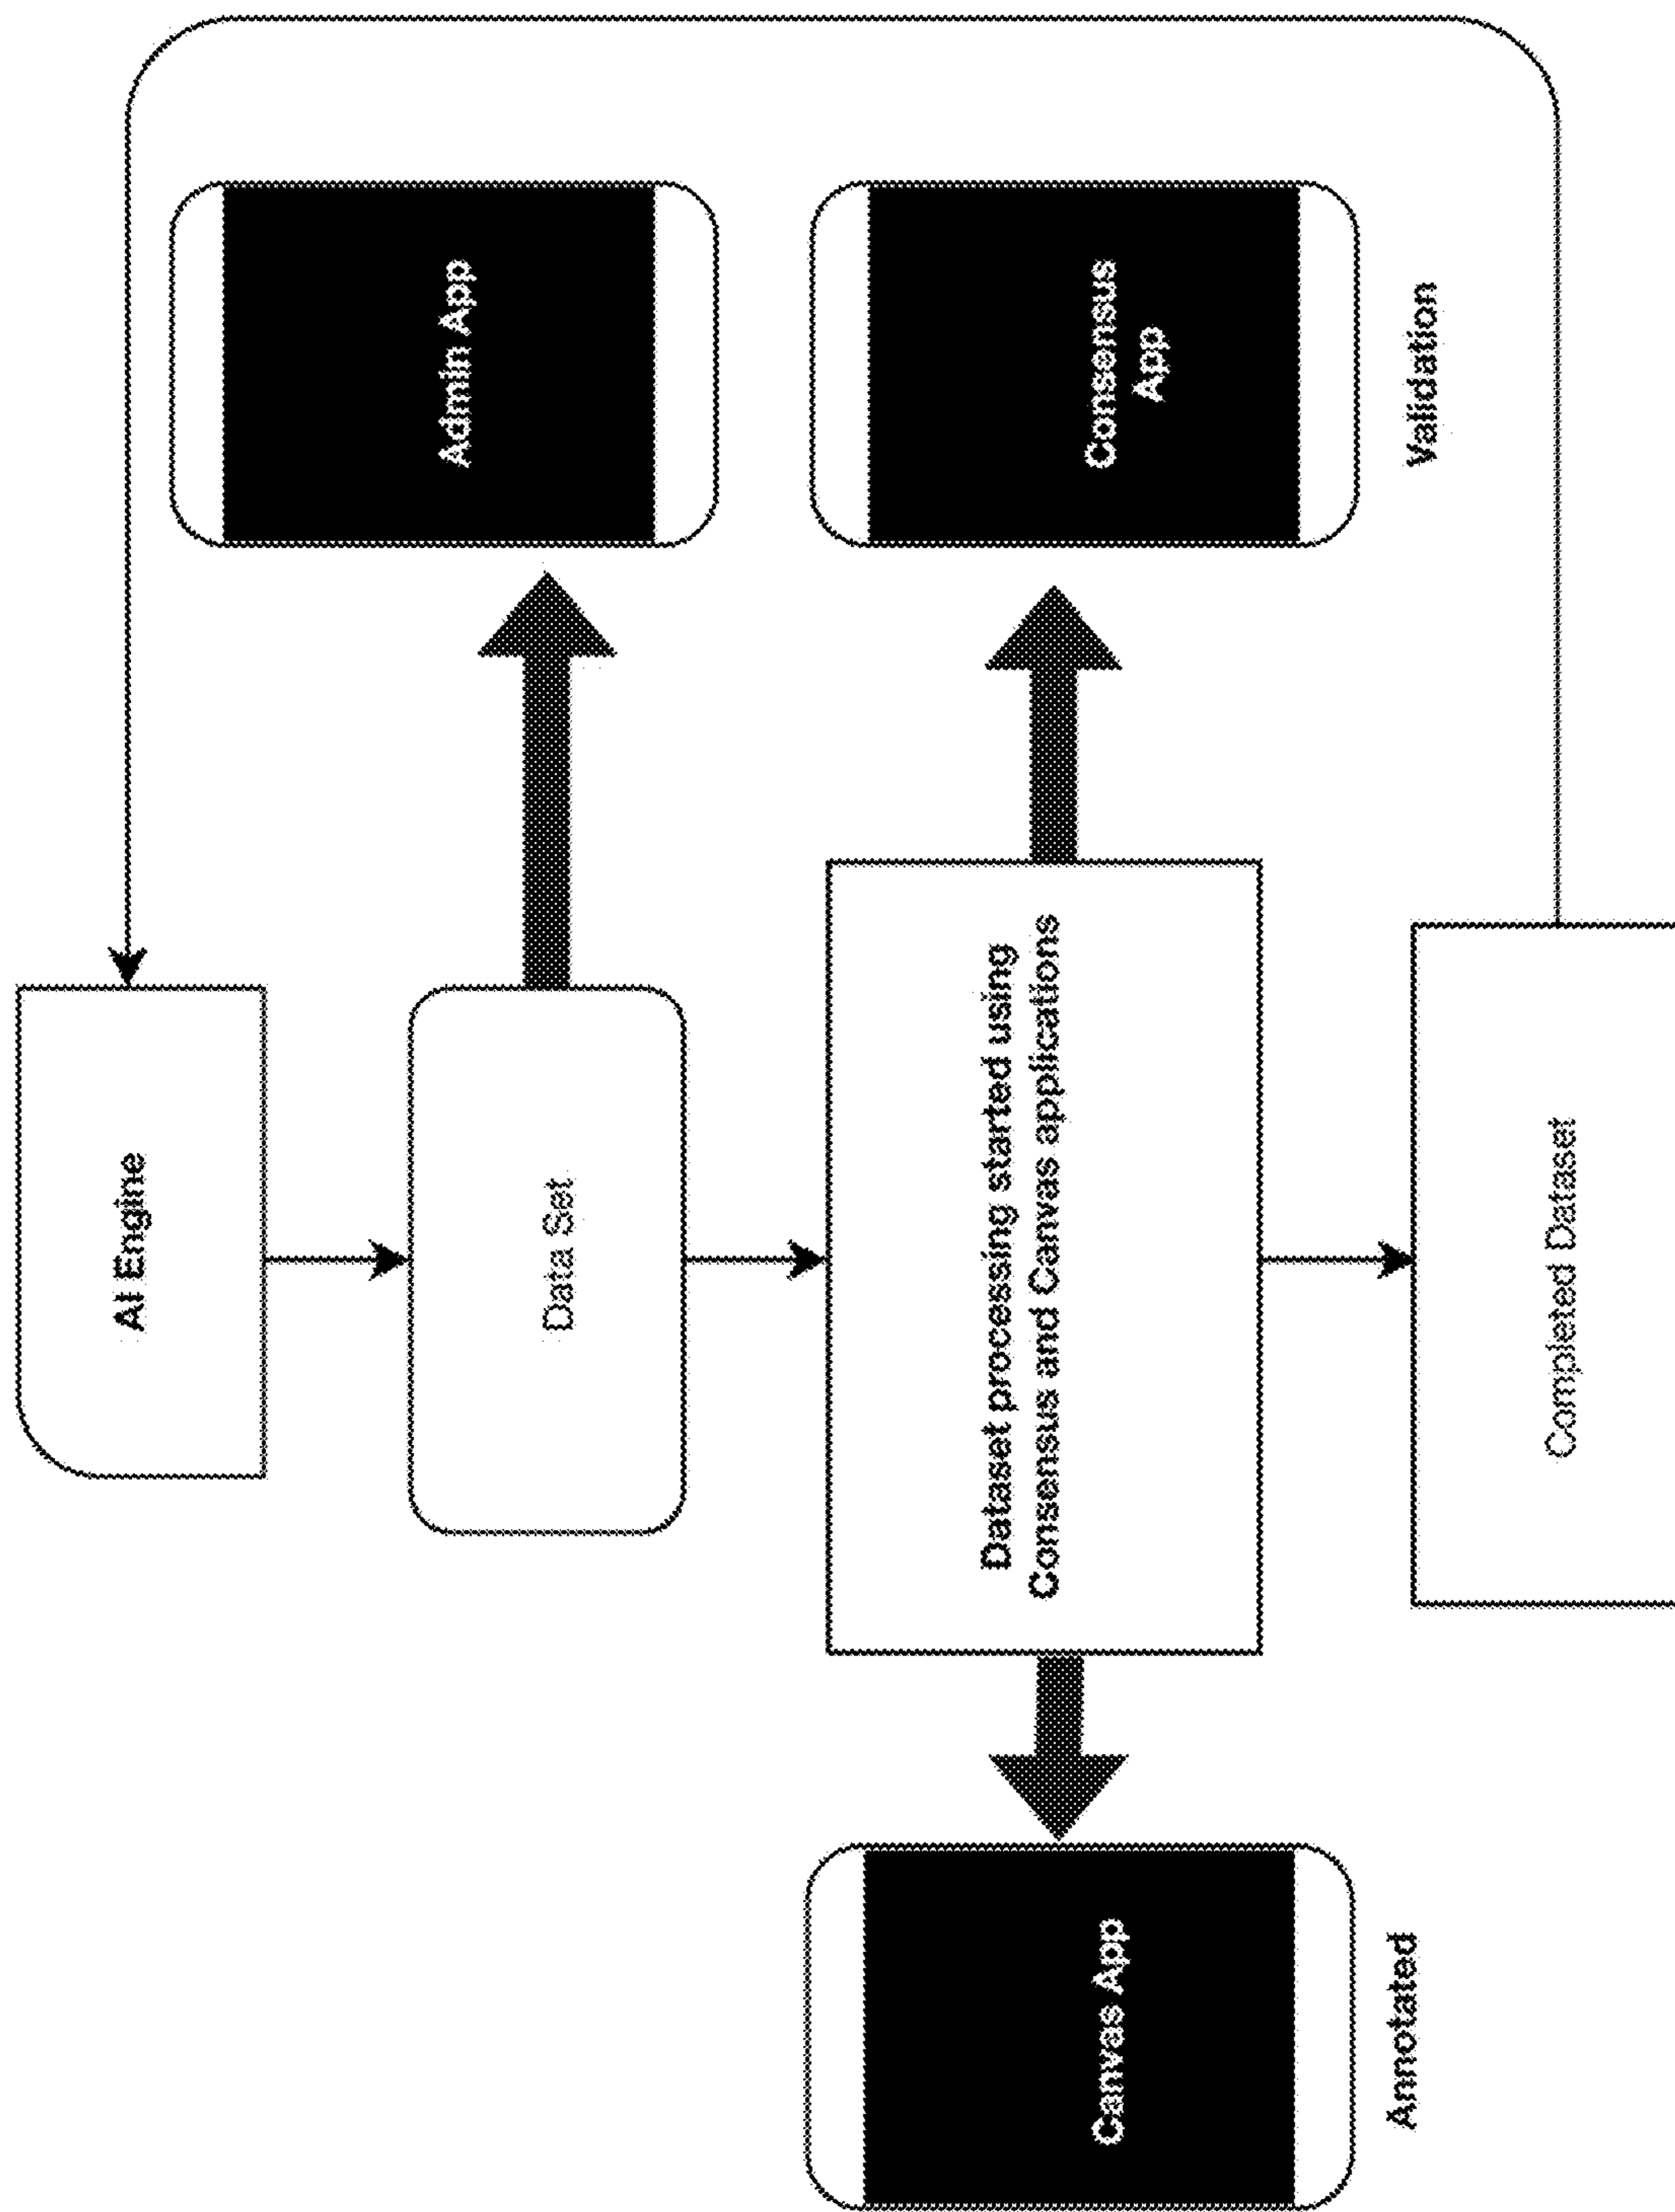 AI Engine
Data Set
Admin App
Canvas App
Dataset processing started using
Consensus and Canvas applications
Consensus
App
Annotated
Validation
Completed Dataset